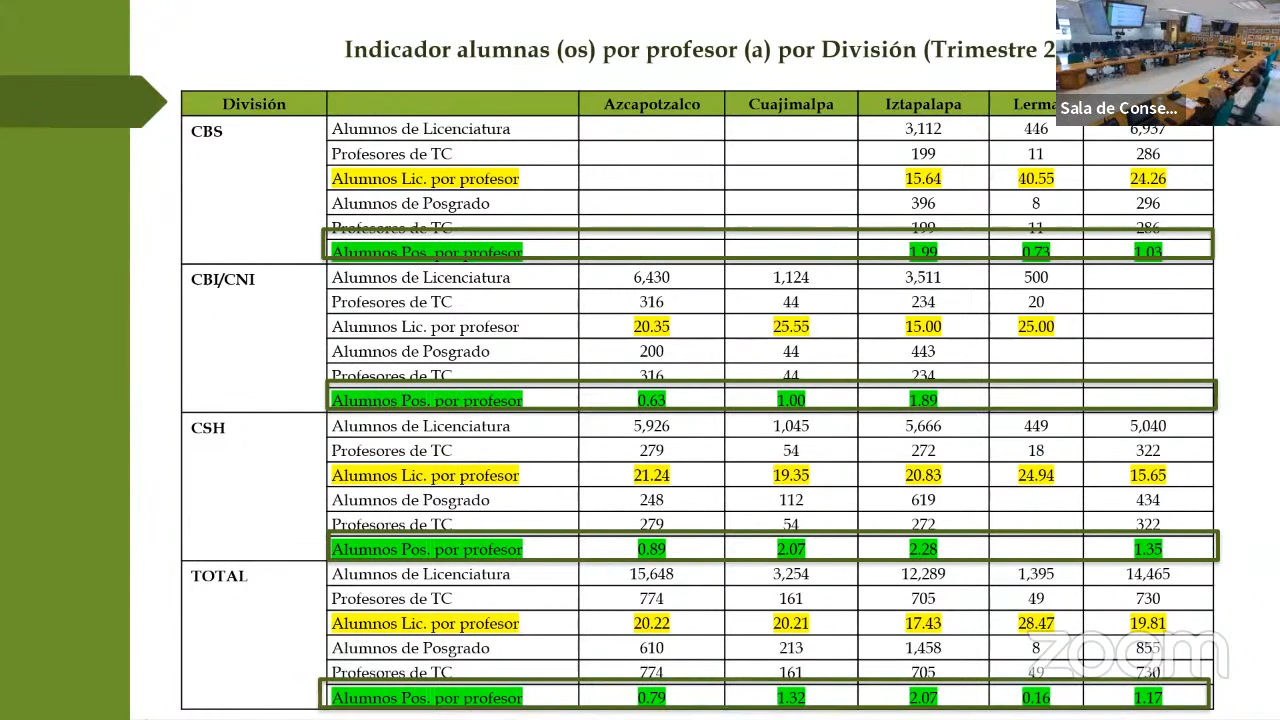 Indicador alumnas (os) por profesor (a) por División (Trimestre 2
Sala de Conse...
División Azcapotzalco Cuajimalpa Iztapalapa Lerma
CBS Alumnos de Licenciatura 3,112 446 6,937
Profesores de TC 199 11 286
Alumnos Lic. por profesor 15.64 40.55 24.26
Alumnos de Posgrado 396 8 296
Profesores de TC 199 11 286
Alumnos Pos. por profesor 1.99 0.73 1.03
CBI/CNI Alumnos de Licenciatura 6,430 1,124 3,511 500
Profesores de TC 316 44 234 20
Alumnos Lic. por profesor 20.35 25.55 15.00 25.00
Alumnos de Posgrado 200 44 443
Profesores de TC 316 44 234
Alumnos Pos. por profesor 0.63 1.00 1.89
CSH Alumnos de Licenciatura 5,926 1,045 5,666 449 5,040
Profesores de TC 279 54 272 18 322
Alumnos Lic. por profesor 21.24 19.35 20.83 24.94 15.65
Alumnos de Posgrado 248 112 619 434
Profesores de TC 279 54 272 322
Alumnos Pos. por profesor 0.89 2.07 2.28 1.35
TOTAL Alumnos de Licenciatura 15,648 3,254 12,289 1,395 14,465
Profesores de TC 774 161 705 49 730
Alumnos Lic. por profesor 20.22 20.21 17.43 28.47 19.81
Alumnos de Posgrado 610 213 1,458 8 855
Profesores de TC 774 161 705 49 730
Alumnos Pos. por profesor 0.79 1.32 2.07 0.16 1.17
zoom